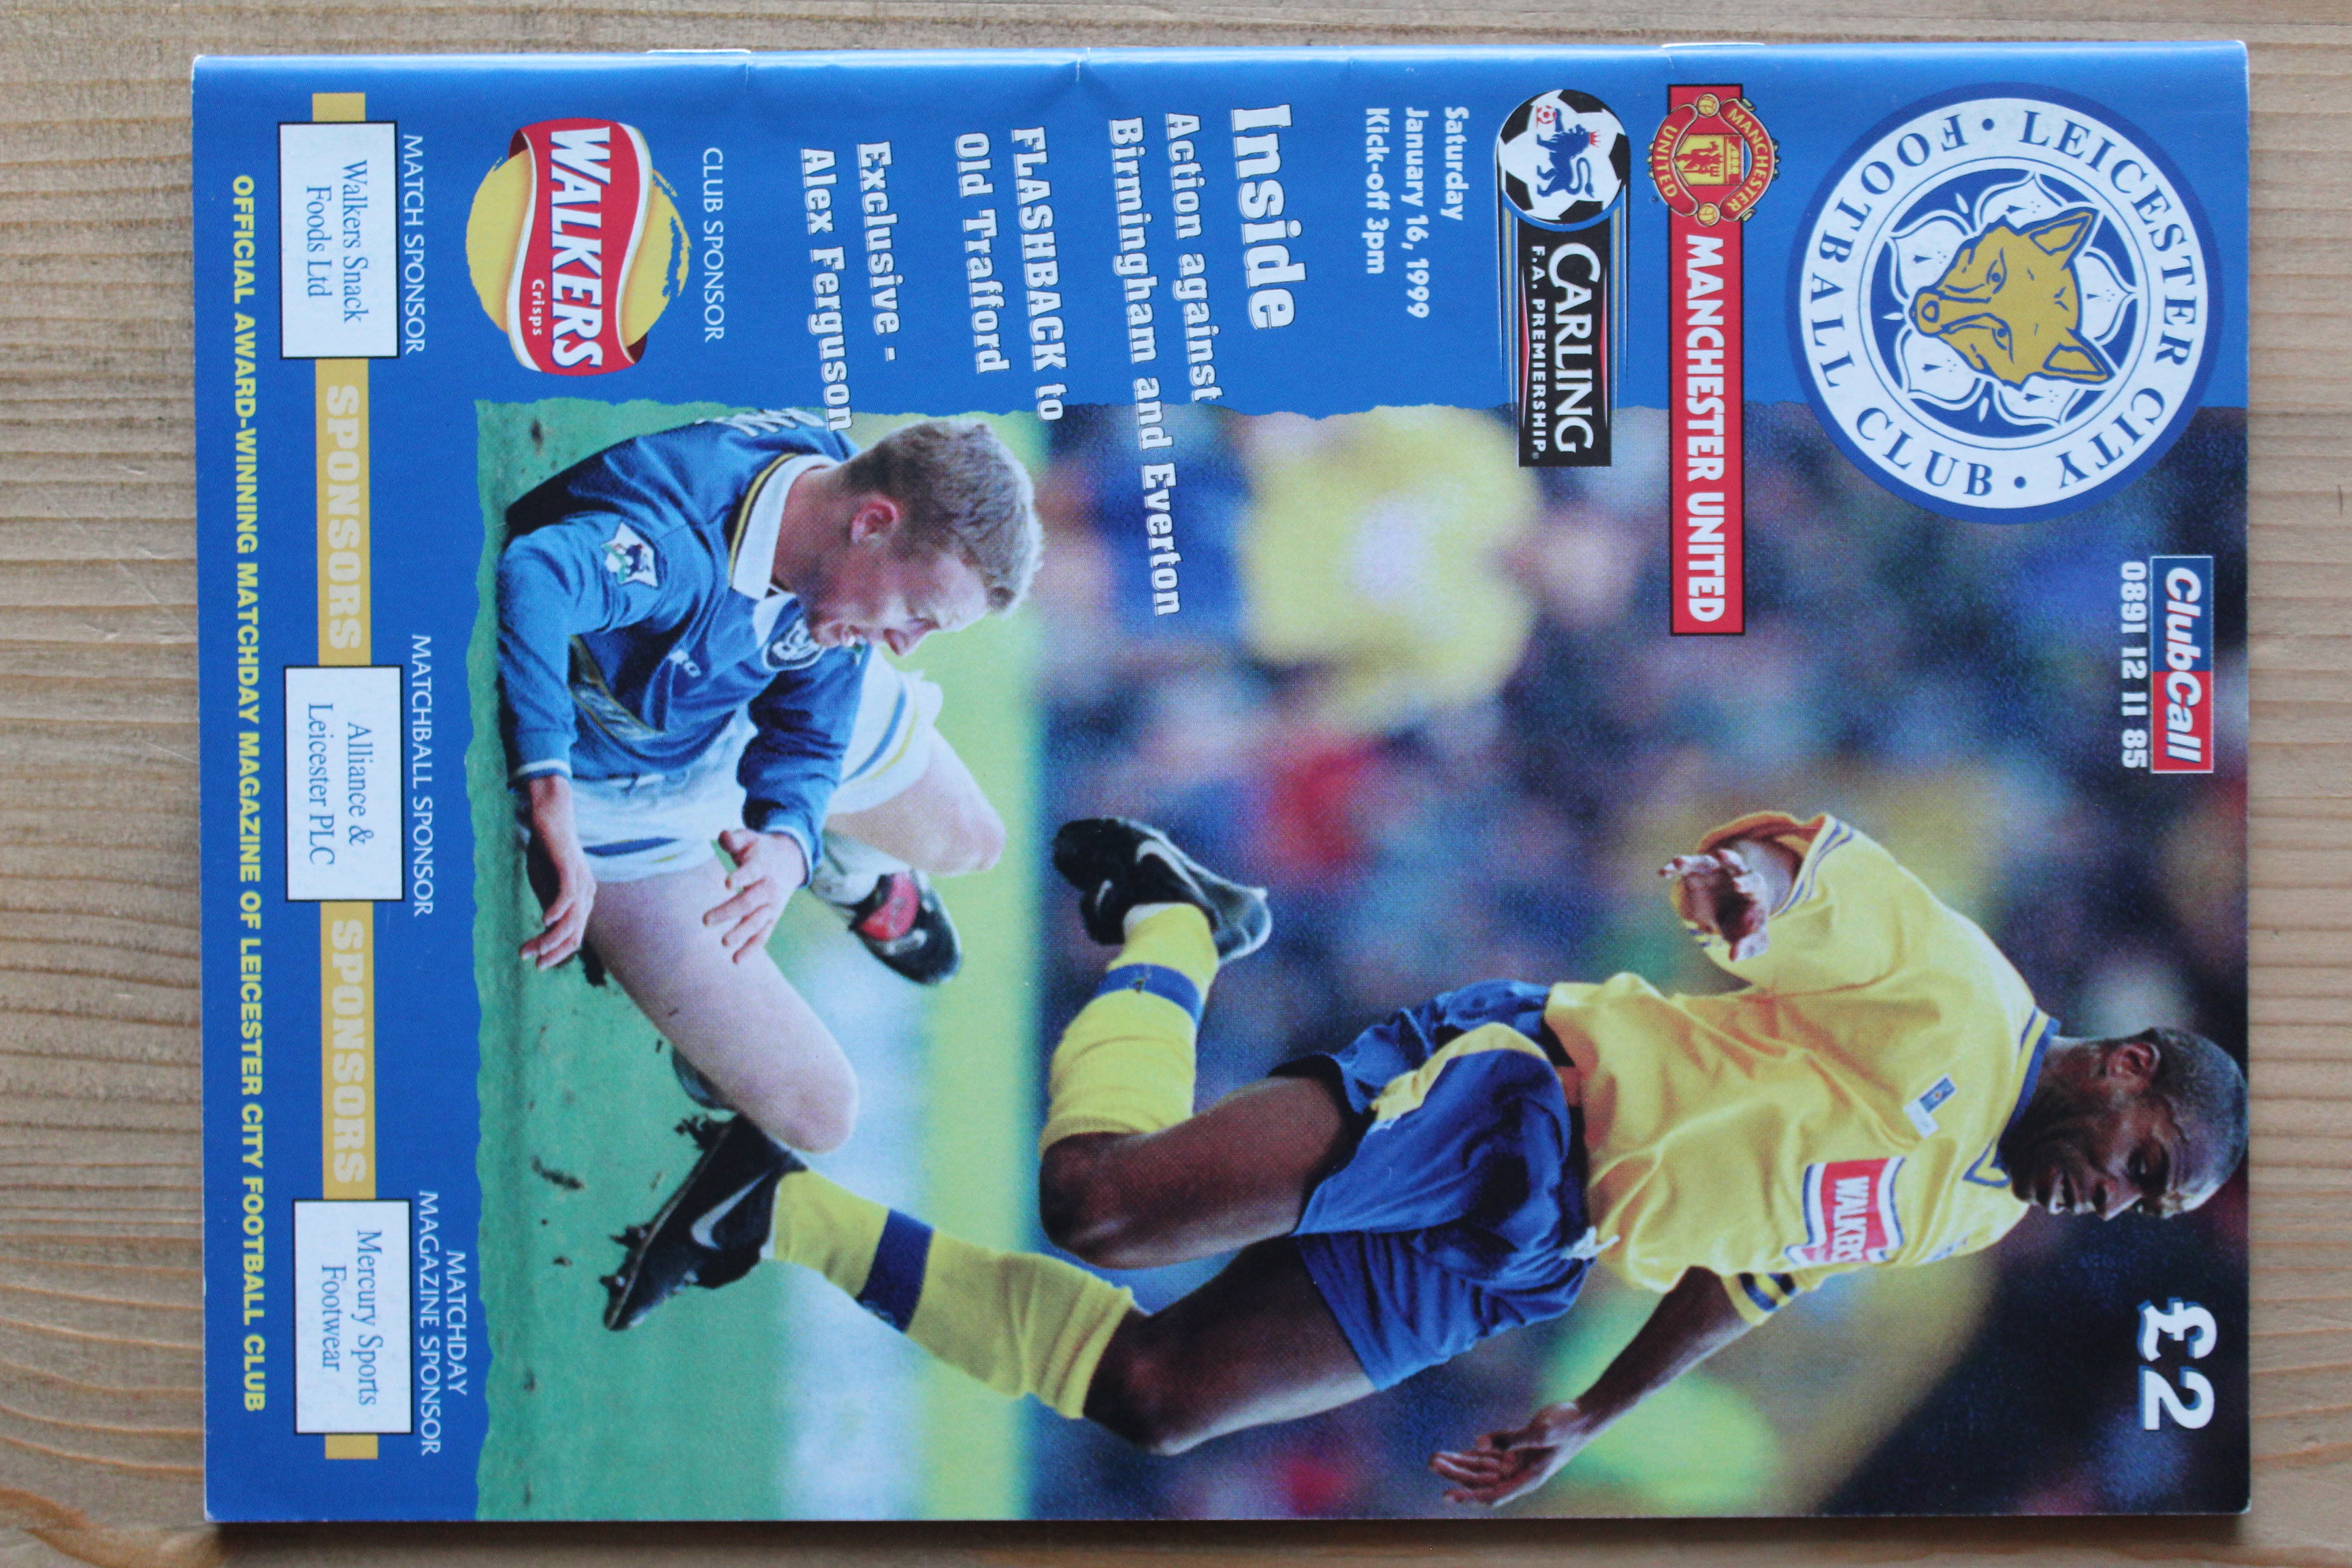 LEICESTER CITY
FOOTBALL CLUB
ClubCall
0891 12 11 85
£2
MANCHESTER
UNITED
MANCHESTER UNITED
CARLING
F.A. PREMIERSHIP
Saturday
January 16, 1999
Kick-off 3pm
Inside
Action against
Birmingham and Everton
FLASHBACK to
Old Trafford
Exclusive -
Alex Ferguson
WALKERS
CLUB SPONSOR
WALKERS
Crisps
MATCH SPONSOR
Walkers Snack
Foods Ltd
SPONSORS
MATCHBALL SPONSOR
Alliance &
Leicester PLC
SPONSORS
MATCHDAY
MAGAZINE SPONSOR
Mercury Sports
Footwear
OFFICIAL AWARD-WINNING MATCHDAY MAGAZINE OF LEICESTER CITY FOOTBALL CLUB